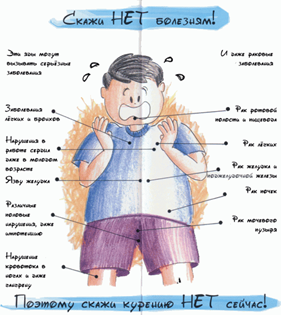 Скажи НЕТ болезням!
Эти яды могут
вызывать серьёзные
заболевания
И даже раковые
заболевания
Заболевания
лёгких и бронхов
Нарушения в
работе сердца
даже в молодом
возрасте
Язву желудка
Различные
половые
нарушения, даже
импотенцию
Нарушение
кровотока в
ногах и даже
гангрену
Рак ротовой
полости и пищевода
Рак лёгких
Рак желудка и
поджелудочной железы
Рак почек
Рак мочевого
пузыря
Поэтому скажи курению НЕТ сейчас!